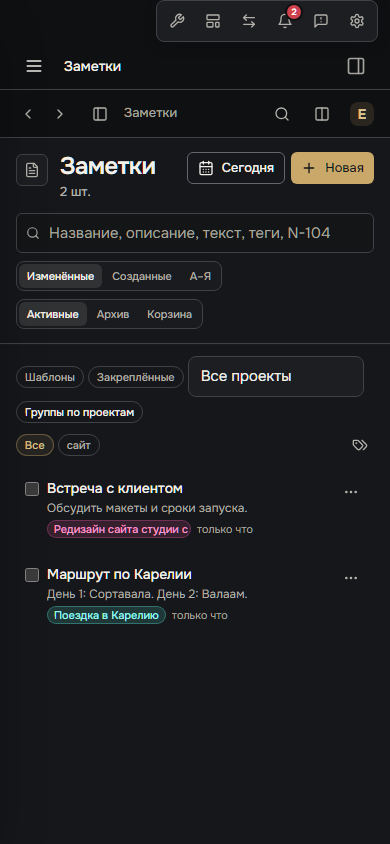 2
Заметки
Заметки
E
Заметки
2 шт.
Сегодня
Новая
Название, описание, текст, теги, N-104
Изменённые Созданные А–Я
Активные Архив Корзина
Шаблоны Закреплённые Все проекты
Группы по проектам
Все сайт
Встреча с клиентом
Обсудить макеты и сроки запуска.
Редизайн сайта студии с только что
Маршрут по Карелии
День 1: Сортавала. День 2: Валаам.
Поездка в Карелию только что